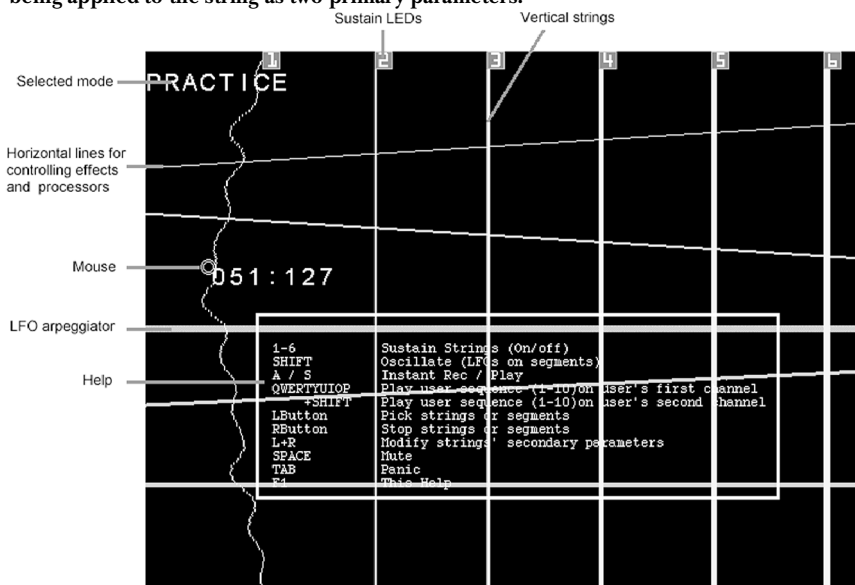 being applied to the string as two primary parameters.
Sustain LEDs
Vertical strings
1 2 3 4 5 6
Selected mode
PRACTICE
Horizontal lines for
controlling effects
and processors
Mouse
051:127
LFO arpeggiator
Help
1-6 Sustain Strings (On/off)
SHIFT Oscillate (LFOs on segments)
A / S Instant Rec / Play
QWERTYUIOP Play user sequence (1-10)on user's first channel
+SHIFT Play user sequence (1-10)on user's second channel
LButton Pick strings or segments
RButton Stop strings or segments
L+R Modify strings' secondary parameters
SPACE Mute
TAB Panic
F1 This Help